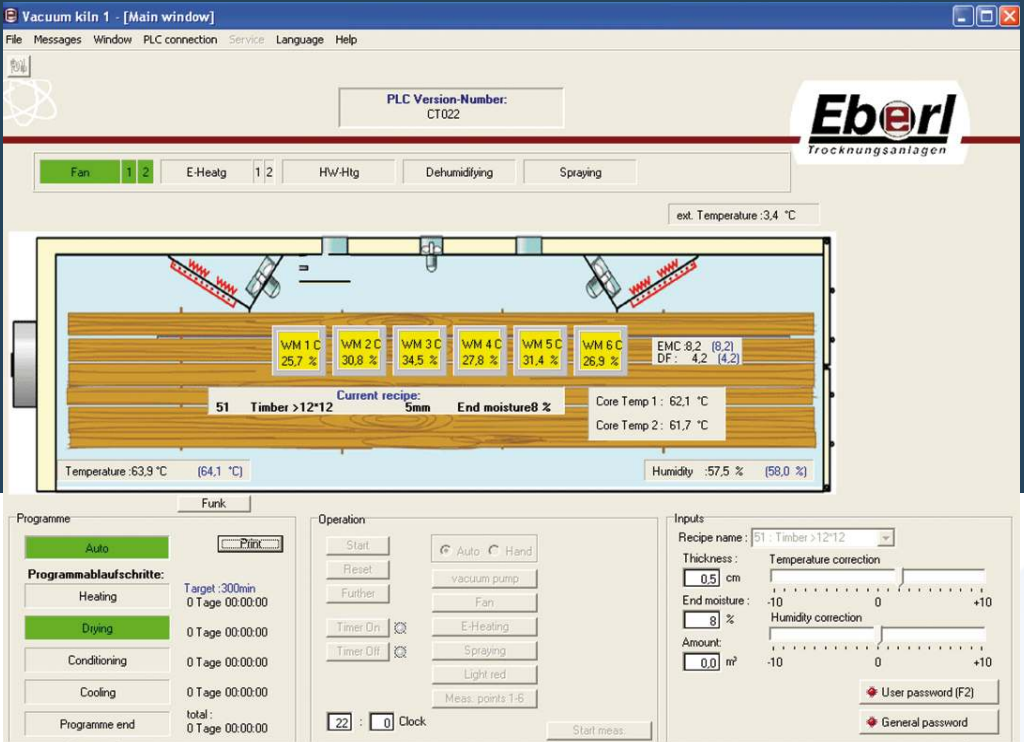 Vacuum kiln 1 - [Main window]
File Messages Window PLC connection Service Language Help
PLC Version-Number:
CT022
Eberl
Trocknungsanlagen
Fan 1 2 E-Heatg 1 2 HW-Htg Dehumidifying Spraying
ext. Temperature :3,4 °C
WM 1 C WM 2 C WM 3 C WM 4 C WM 5 C WM 6 C
25,7 % 30,8 % 34,5 % 27,8 % 31,4 % 26,9 %
EMC :8,2 (8,2)
DF : 4,2 (4,2)
Current recipe:
51 Timber >12*12 5mm End moisture8 %
Core Temp 1 : 62,1 °C
Core Temp 2 : 61,7 °C
Temperature :63,9 °C (64,1 °C)
Humidity :57,5 % (58,0 %)
Funk
Programme
Auto
Print
Programmablaufschritte:
Heating
Target :300min
0 Tage 00:00:00
Drying
0 Tage 00:00:00
Conditioning
0 Tage 00:00:00
Cooling
0 Tage 00:00:00
Programme end
total :
0 Tage 00:00:00
Operation
Start
Reset
Further
Timer On
Timer Off
Auto Hand
vacuum pump
Fan
E-Heating
Spraying
Light red
Meas. points 1-6
22 : 0 Clock
Start meas.
Inputs
Recipe name : 51 : Timber >12*12
Thickness :
0,5 cm
End moisture :
8 %
Amount:
0,0 m³
Temperature correction
-10 0 +10
Humidity correction
-10 0 +10
User password (F2)
General password